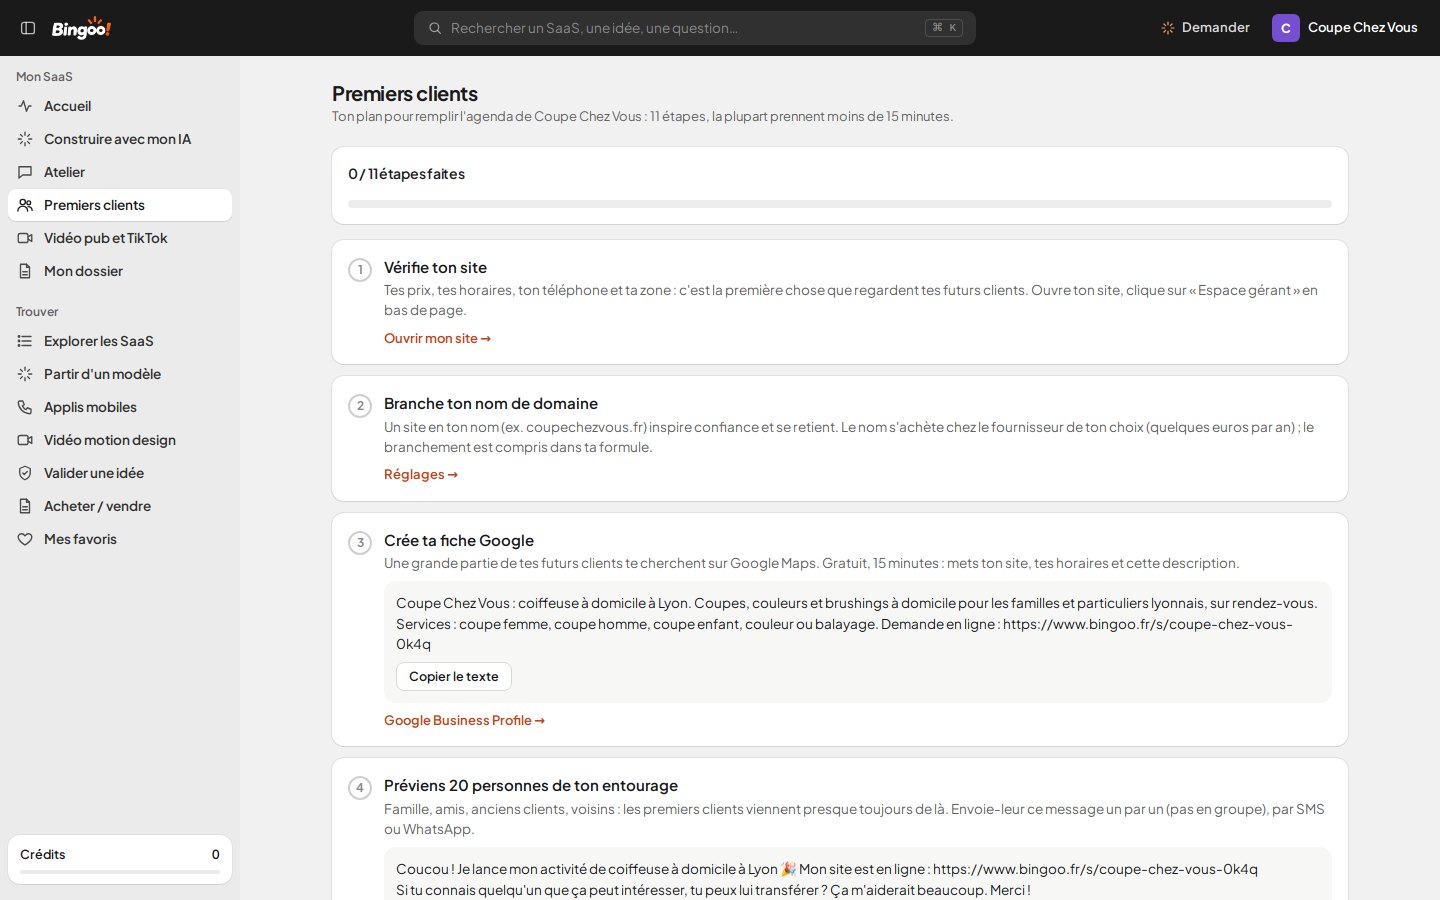 Bingoo!
Rechercher un SaaS, une idée, une question...
⌘ K
Demander
C
Coupe Chez Vous
Mon SaaS
Accueil
Construire avec mon IA
Atelier
Premiers clients
Vidéo pub et TikTok
Mon dossier
Trouver
Explorer les SaaS
Partir d'un modèle
Applis mobiles
Vidéo motion design
Valider une idée
Acheter / vendre
Mes favoris
Crédits 0
Premiers clients
Ton plan pour remplir l'agenda de Coupe Chez Vous : 11 étapes, la plupart prennent moins de 15 minutes.
0 / 11 étapes faites
1 Vérifie ton site
Tes prix, tes horaires, ton téléphone et ta zone : c'est la première chose que regardent tes futurs clients. Ouvre ton site, clique sur « Espace gérant » en
bas de page.
Ouvrir mon site →
2 Branche ton nom de domaine
Un site en ton nom (ex. coupechezvous.fr) inspire confiance et se retient. Le nom s'achète chez le fournisseur de ton choix (quelques euros par an) ; le
branchement est compris dans ta formule.
Réglages →
3 Crée ta fiche Google
Une grande partie de tes futurs clients te cherchent sur Google Maps. Gratuit, 15 minutes : mets ton site, tes horaires et cette description.
Coupe Chez Vous : coiffeuse à domicile à Lyon. Coupes, couleurs et brushings à domicile pour les familles et particuliers lyonnais, sur rendez-vous.
Services : coupe femme, coupe homme, coupe enfant, couleur ou balayage. Demande en ligne : https://www.bingoo.fr/s/coupe-chez-vous-
0k4q
Copier le texte
Google Business Profile →
4 Préviens 20 personnes de ton entourage
Famille, amis, anciens clients, voisins : les premiers clients viennent presque toujours de là. Envoie-leur ce message un par un (pas en groupe), par SMS
ou WhatsApp.
Coucou ! Je lance mon activité de coiffeuse à domicile à Lyon 🎉 Mon site est en ligne : https://www.bingoo.fr/s/coupe-chez-vous-0k4q
Si tu connais quelqu'un que ça peut intéresser, tu peux lui transférer ? Ça m'aiderait beaucoup. Merci !